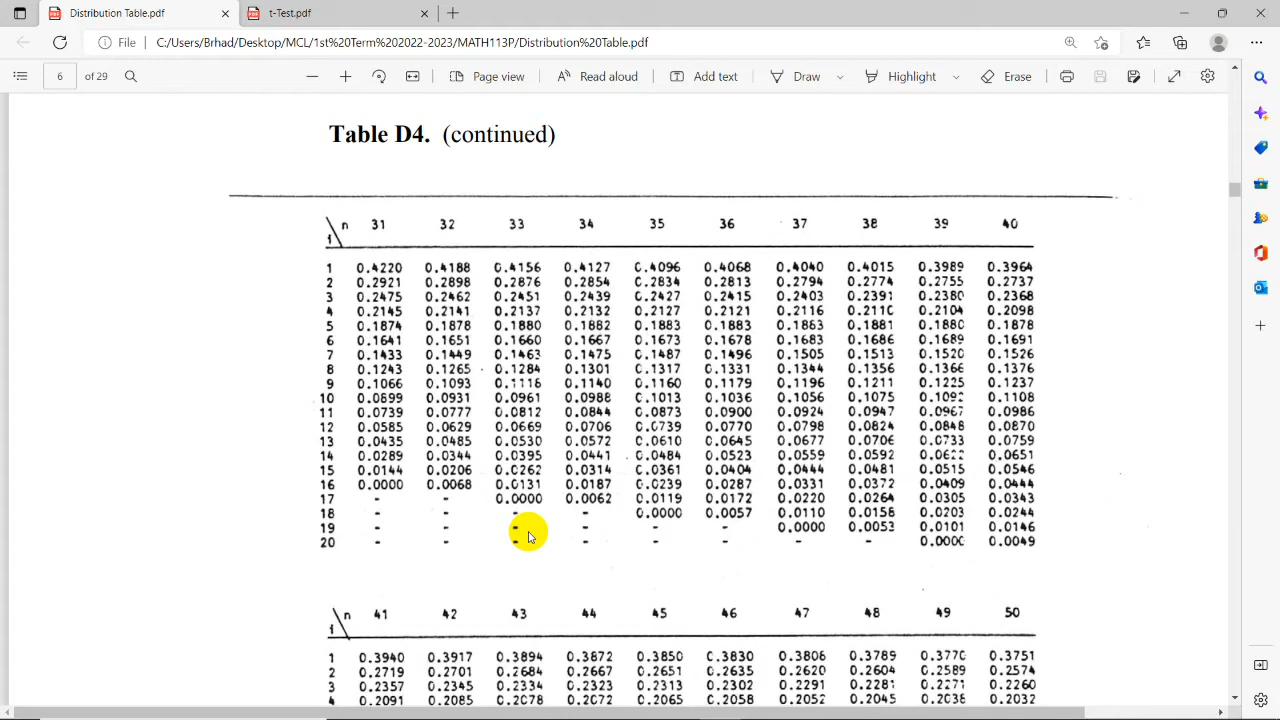 Distribution Table.pdf
t-Test.pdf
File C:/Users/Brhad/Desktop/MCL/1st%20Term%202022-2023/MATH113P/Distribution%20Table.pdf
6 of 29 Page view Read aloud Add text Draw Highlight Erase
Table D4. (continued)
n 31 32 33 34 35 36 37 38 39 40
i
1 0.4220 0.4188 0.4156 0.4127 0.4096 0.4068 0.4040 0.4015 0.3989 0.3964
2 0.2921 0.2898 0.2876 0.2854 0.2834 0.2813 0.2794 0.2774 0.2755 0.2737
3 0.2475 0.2462 0.2451 0.2439 0.2427 0.2415 0.2403 0.2391 0.2380 0.2368
4 0.2145 0.2141 0.2137 0.2132 0.2127 0.2121 0.2116 0.2110 0.2104 0.2098
5 0.1874 0.1878 0.1880 0.1882 0.1883 0.1883 0.1863 0.1881 0.1880 0.1878
6 0.1641 0.1651 0.1660 0.1667 0.1673 0.1678 0.1683 0.1686 0.1689 0.1691
7 0.1433 0.1449 0.1463 0.1475 0.1487 0.1496 0.1505 0.1513 0.1520 0.1526
8 0.1243 0.1265 0.1284 0.1301 0.1317 0.1331 0.1344 0.1356 0.1366 0.1376
9 0.1066 0.1093 0.1118 0.1140 0.1160 0.1179 0.1196 0.1211 0.1225 0.1237
10 0.0899 0.0931 0.0961 0.0988 0.1013 0.1036 0.1056 0.1075 0.1092 0.1108
11 0.0739 0.0777 0.0812 0.0844 0.0873 0.0900 0.0924 0.0947 0.0967 0.0986
12 0.0585 0.0629 0.0669 0.0706 0.0739 0.0770 0.0798 0.0824 0.0848 0.0870
13 0.0435 0.0485 0.0530 0.0572 0.0610 0.0645 0.0677 0.0706 0.0733 0.0759
14 0.0289 0.0344 0.0395 0.0441 0.0484 0.0523 0.0559 0.0592 0.0622 0.0651
15 0.0144 0.0206 0.0262 0.0314 0.0361 0.0404 0.0444 0.0481 0.0515 0.0546
16 0.0000 0.0068 0.0131 0.0187 0.0239 0.0287 0.0331 0.0372 0.0409 0.0444
17 - - 0.0000 0.0062 0.0119 0.0172 0.0220 0.0264 0.0305 0.0343
18 - - - - 0.0000 0.0057 0.0110 0.0158 0.0203 0.0244
19 - - - - - - 0.0000 0.0053 0.0101 0.0146
20 - - - - - - - - 0.0000 0.0049
n 41 42 43 44 45 46 47 48 49 50
i
1 0.3940 0.3917 0.3894 0.3872 0.3850 0.3830 0.3808 0.3789 0.3770 0.3751
2 0.2719 0.2701 0.2684 0.2667 0.2651 0.2635 0.2620 0.2604 0.2589 0.2574
3 0.2357 0.2345 0.2334 0.2323 0.2313 0.2302 0.2291 0.2281 0.2271 0.2260
4 0.2091 0.2085 0.2078 0.2072 0.2065 0.2058 0.2052 0.2045 0.2038 0.2032